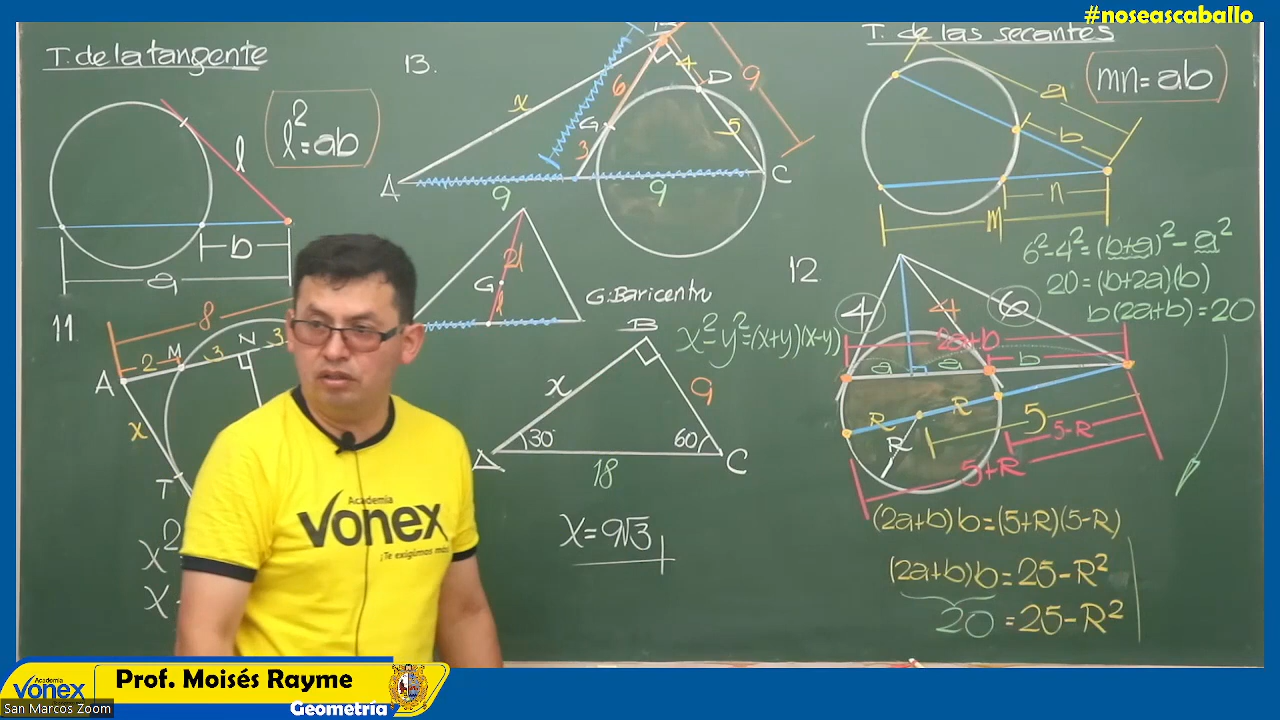 #noseascaballo
T. de la tangente
l²=ab
l
b
a
13.
x
6
4
D
9
G
3
5
A
9
9
C
2l
G
l
G: Baricentro
T. de las secantes
mn=ab
a
b
n
m
11
8
2
M
3
N
3
A
x
T
x²
B
x
9
30°
60°
A
18
C
x=9√3
x²-y²=(x+y)(x-y)
12
6²-4²=(b+a)²-a²
20=(b+2a)(b)
b(2a+b)=20
4
4
6
2a+b
a
a
b
R
R
R
5
5-R
5+R
(2a+b)b=(5+R)(5-R)
(2a+b)b=25-R²
20=25-R²
Academia
Vonex
¡Te exigimos más!
Academia
Vonex
Prof. Moisés Rayme
Geometría
San Marcos Zoom